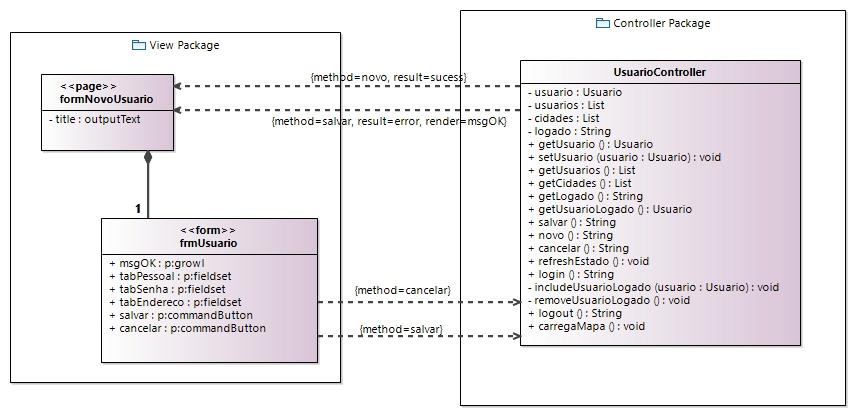 View Package
<<page>>
formNovoUsuario
- title : outputText
1
<<form>>
frmUsuario
+ msgOK : p:growl
+ tabPessoal : p:fieldset
+ tabSenha : p:fieldset
+ tabEndereco : p:fieldset
+ salvar : p:commandButton
+ cancelar : p:commandButton
{method=novo, result=sucess}
{method=salvar, result=error, render=msgOK}
{method=cancelar}
{method=salvar}
Controller Package
UsuarioController
- usuario : Usuario
- usuarios : List
- cidades : List
- logado : String
+ getUsuario () : Usuario
+ setUsuario (usuario : Usuario) : void
+ getUsuarios () : List
+ getCidades () : List
+ getLogado () : String
+ getUsuarioLogado () : Usuario
+ salvar () : String
+ novo () : String
+ cancelar () : String
+ refreshEstado () : void
+ login () : String
- includeUsuarioLogado (usuario : Usuario) : void
- removeUsuarioLogado () : void
+ logout () : String
+ carregaMapa () : void